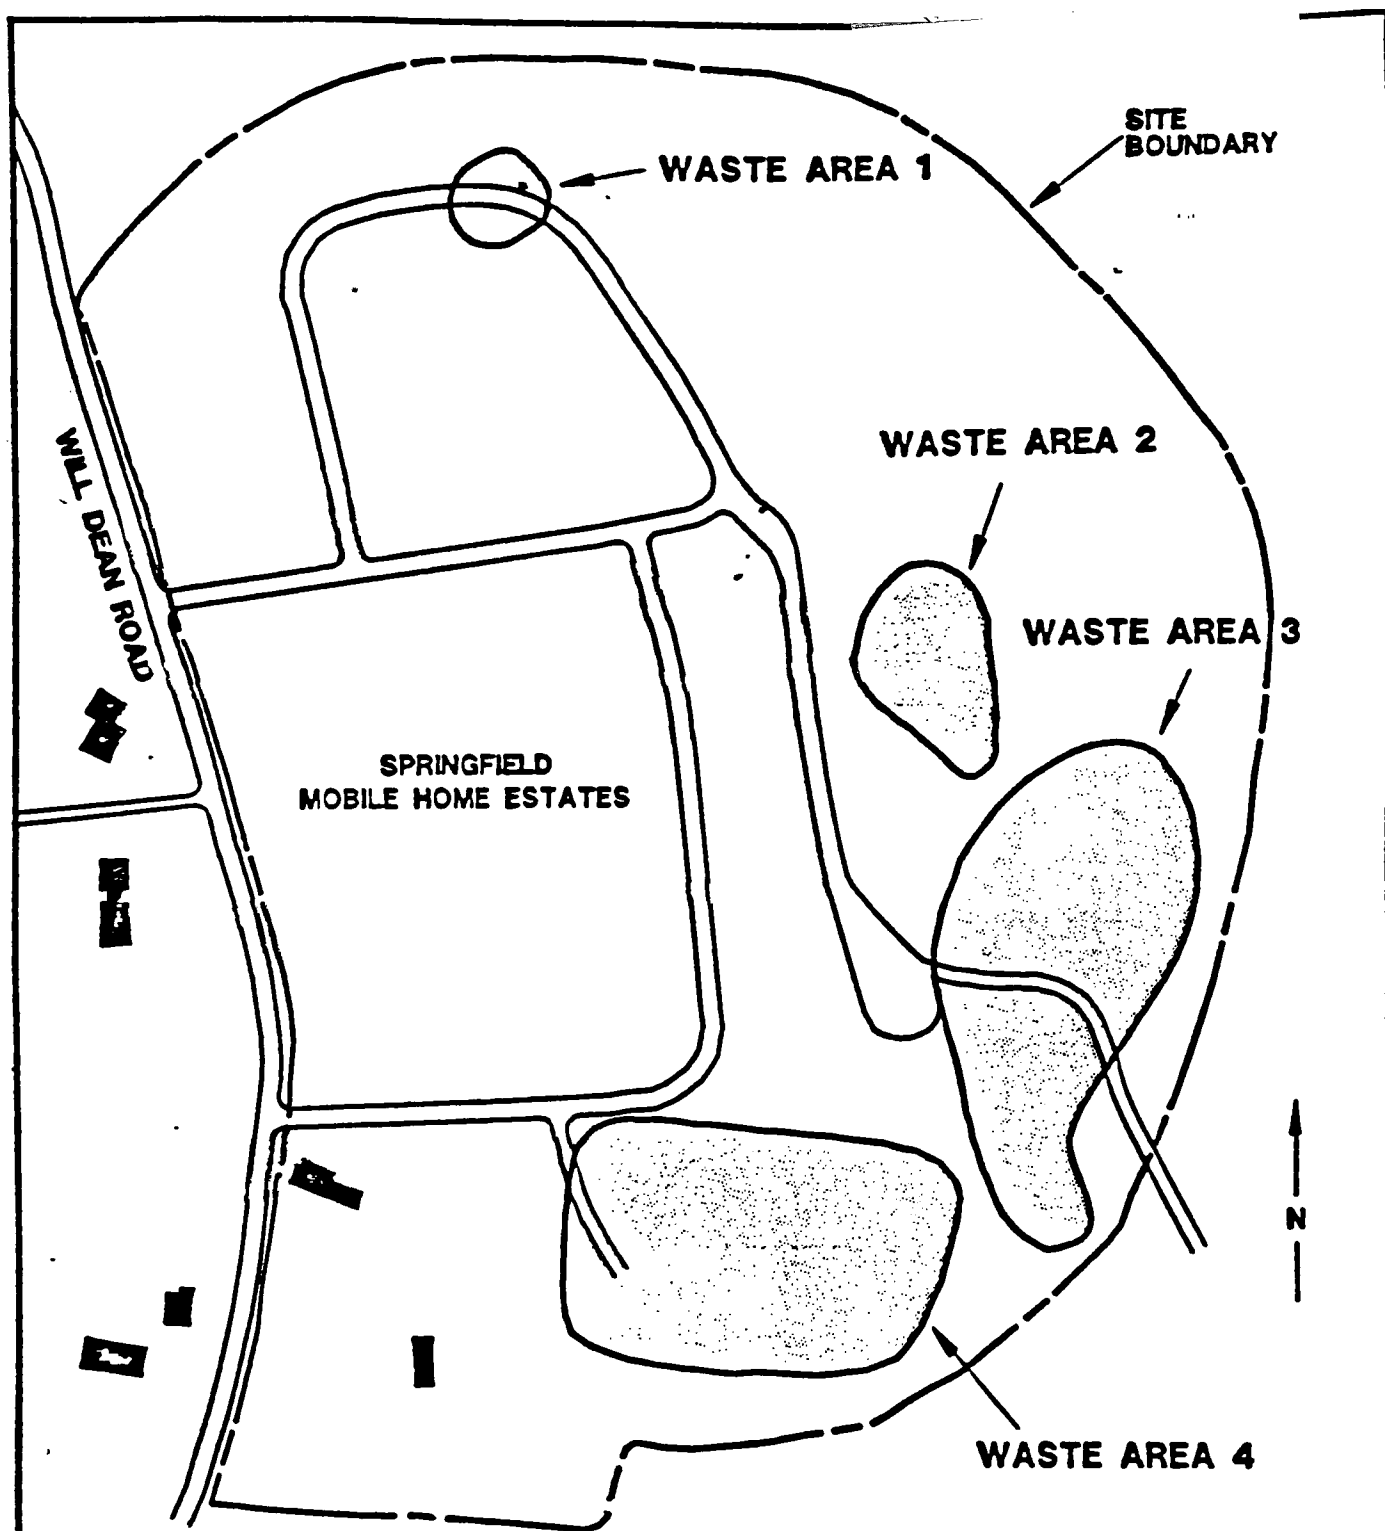 SITE
BOUNDARY
WASTE AREA 1
WASTE AREA 2
WILL DEAN ROAD
WASTE AREA 3
SPRINGFIELD
MOBILE HOME ESTATES
N
WASTE AREA 4